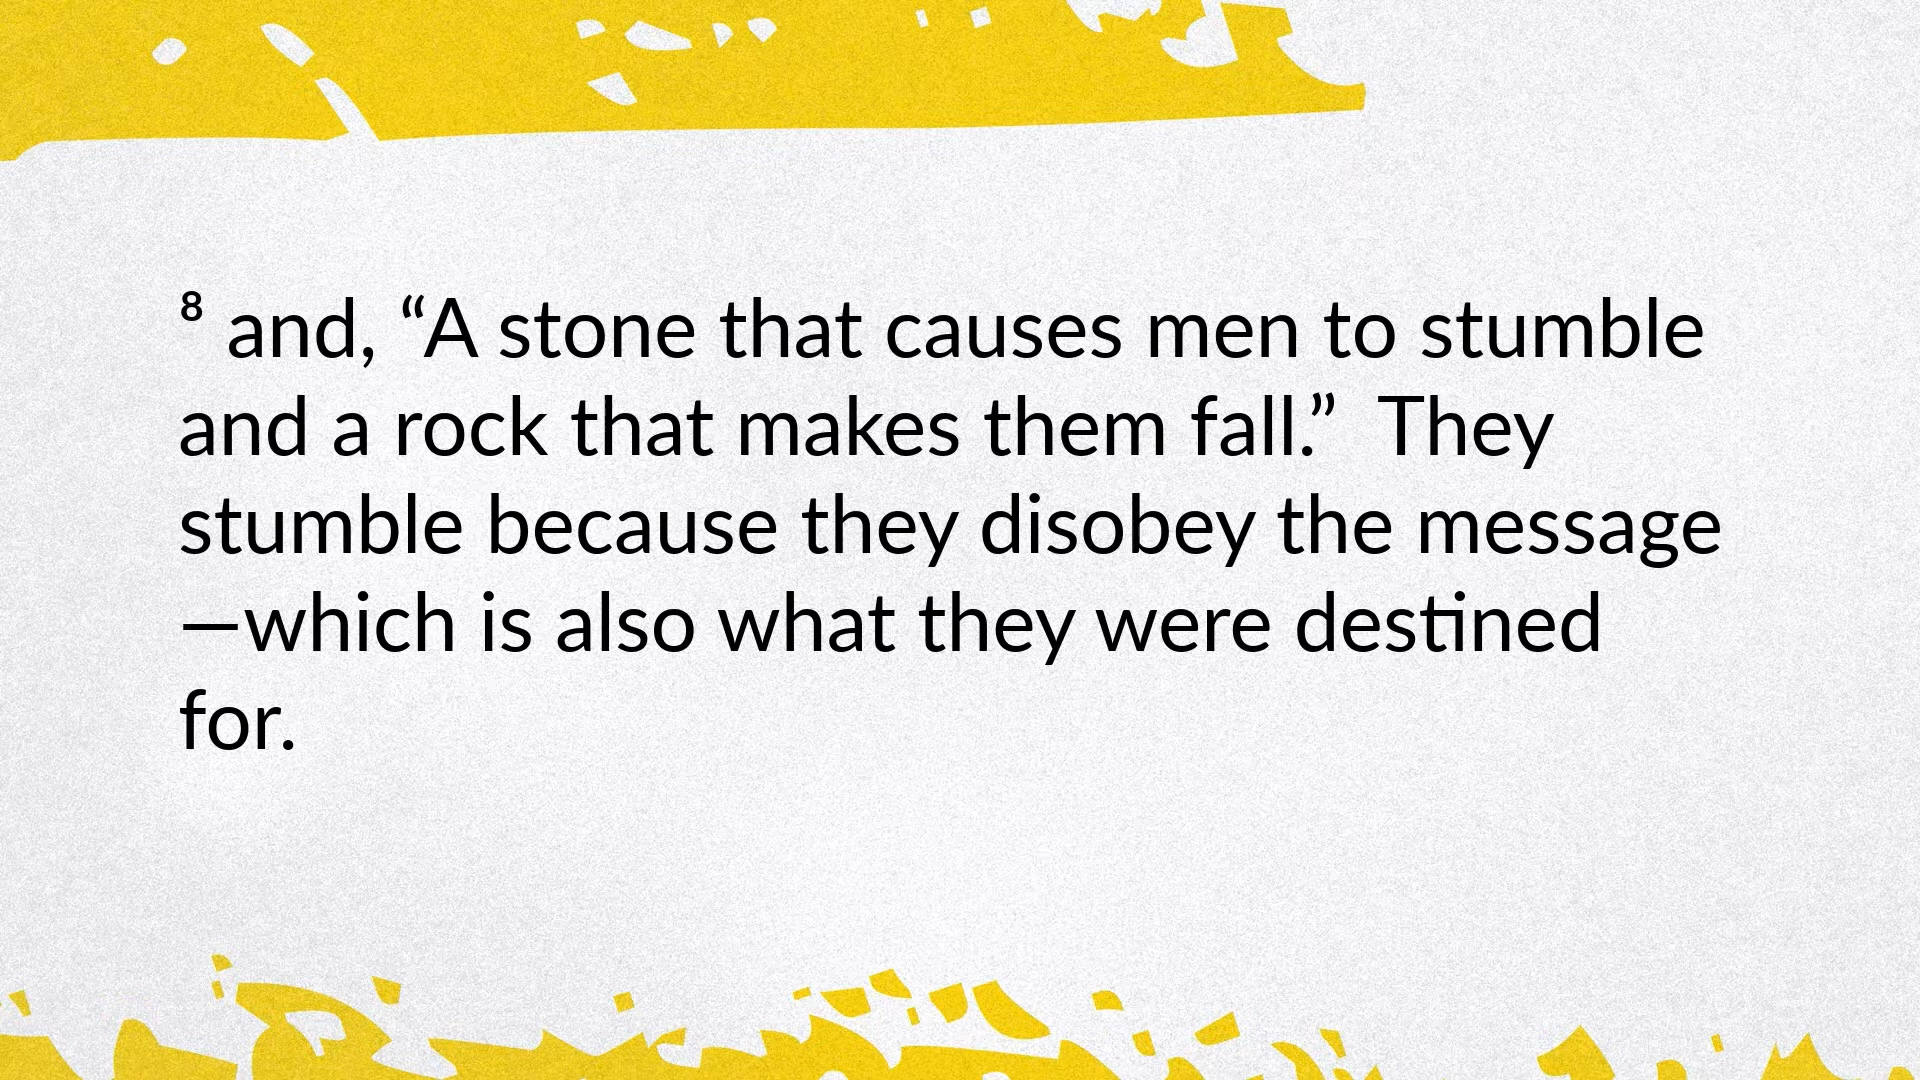 ⁸ and, “A stone that causes men to stumble
and a rock that makes them fall.”  They
stumble because they disobey the message
—which is also what they were destined
for.